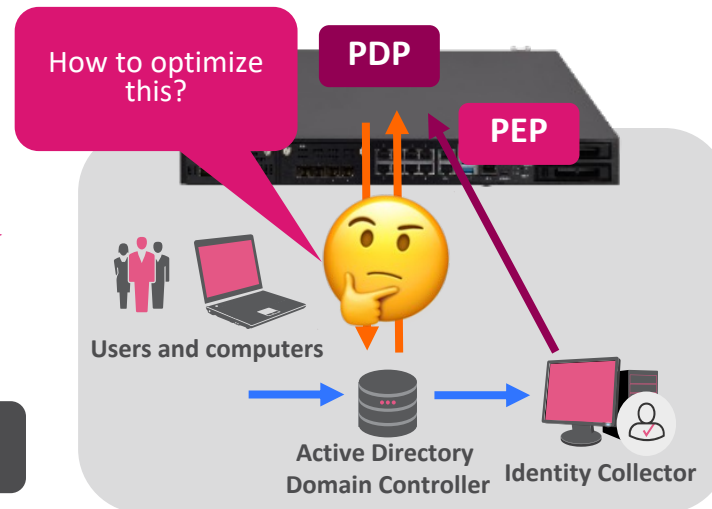 How to optimize
this?
PDP
PEP
Users and computers
Active Directory
Domain Controller
Identity Collector